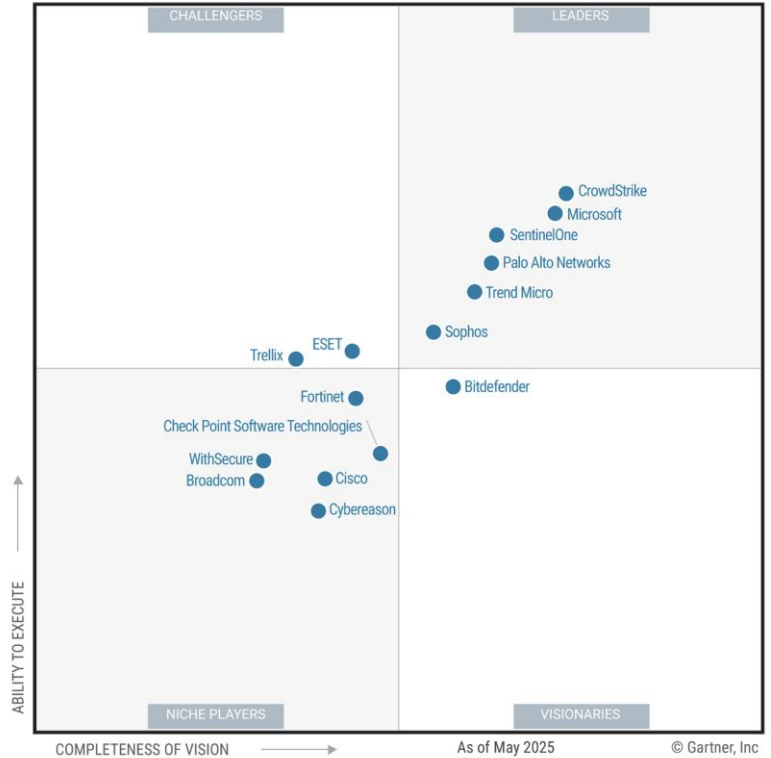 CHALLENGERS
LEADERS
CrowdStrike
Microsoft
SentinelOne
Palo Alto Networks
Trend Micro
Sophos
ESET
Trellix
Bitdefender
Fortinet
Check Point Software Technologies
WithSecure
Broadcom
Cisco
Cybereason
ABILITY TO EXECUTE
NICHE PLAYERS
VISIONARIES
COMPLETENESS OF VISION
As of May 2025
© Gartner, Inc